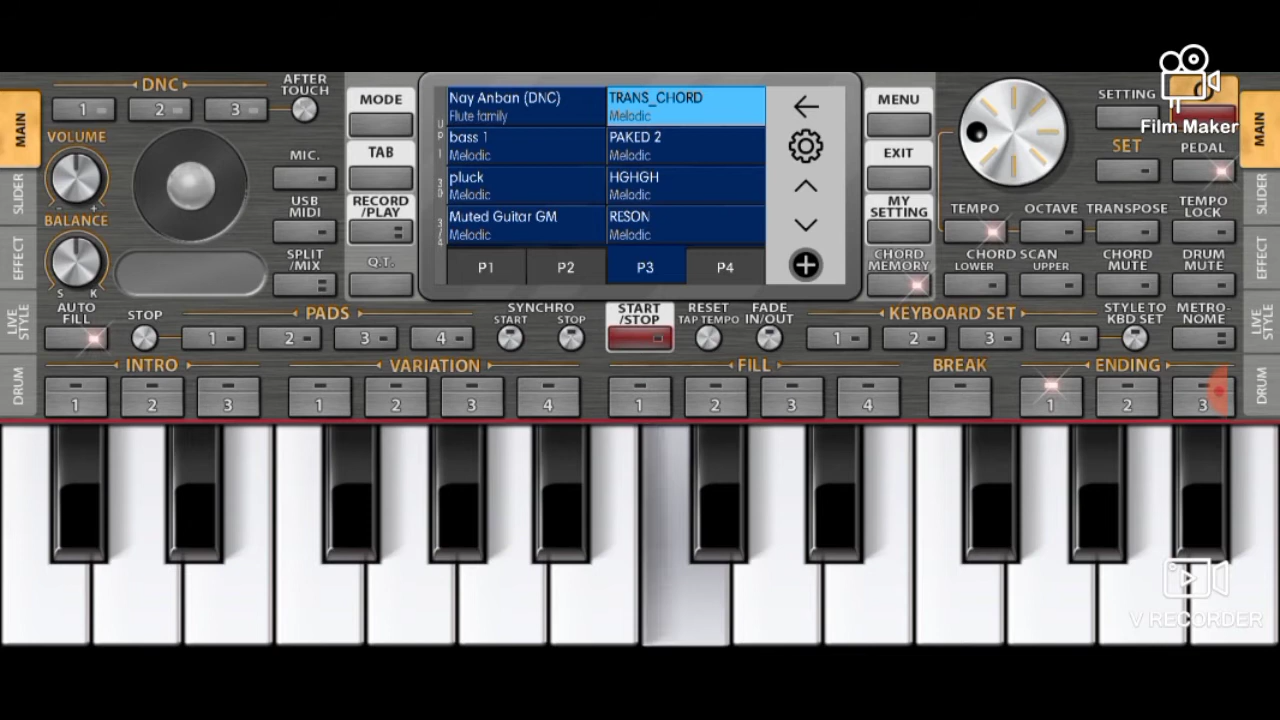 DNC
AFTER
TOUCH
1
2
3
MAIN
VOLUME
BALANCE
S K
SLIDER
EFFECT
LIVE
STYLE
DRUM
MIC.
USB
MIDI
SPLIT
/MIX
MODE
TAB
RECORD
/PLAY
Q.T.
Nay Anban (DNC)
Flute family
TRANS_CHORD
Melodic
bass 1
Melodic
PAKED 2
Melodic
pluck
Melodic
HGHGH
Melodic
Muted Guitar GM
Melodic
RESON
Melodic
P1
P2
P3
P4
MENU
EXIT
MY
SETTING
CHORD
MEMORY
SETTING
Film Maker
SET
PEDAL
MAIN
SLIDER
EFFECT
LIVE
STYLE
DRUM
TEMPO
OCTAVE
TRANSPOSE
TEMPO
LOCK
CHORD SCAN
LOWER UPPER
CHORD
MUTE
DRUM
MUTE
AUTO
FILL
STOP
PADS
1
2
3
4
SYNCHRO
START STOP
START
/STOP
RESET
TAP TEMPO
FADE
IN/OUT
KEYBOARD SET
1
2
3
4
STYLE TO
KBD SET
METRO-
NOME
INTRO
1
2
3
VARIATION
1
2
3
4
FILL
1
2
3
4
BREAK
ENDING
1
2
3
V RECORDER